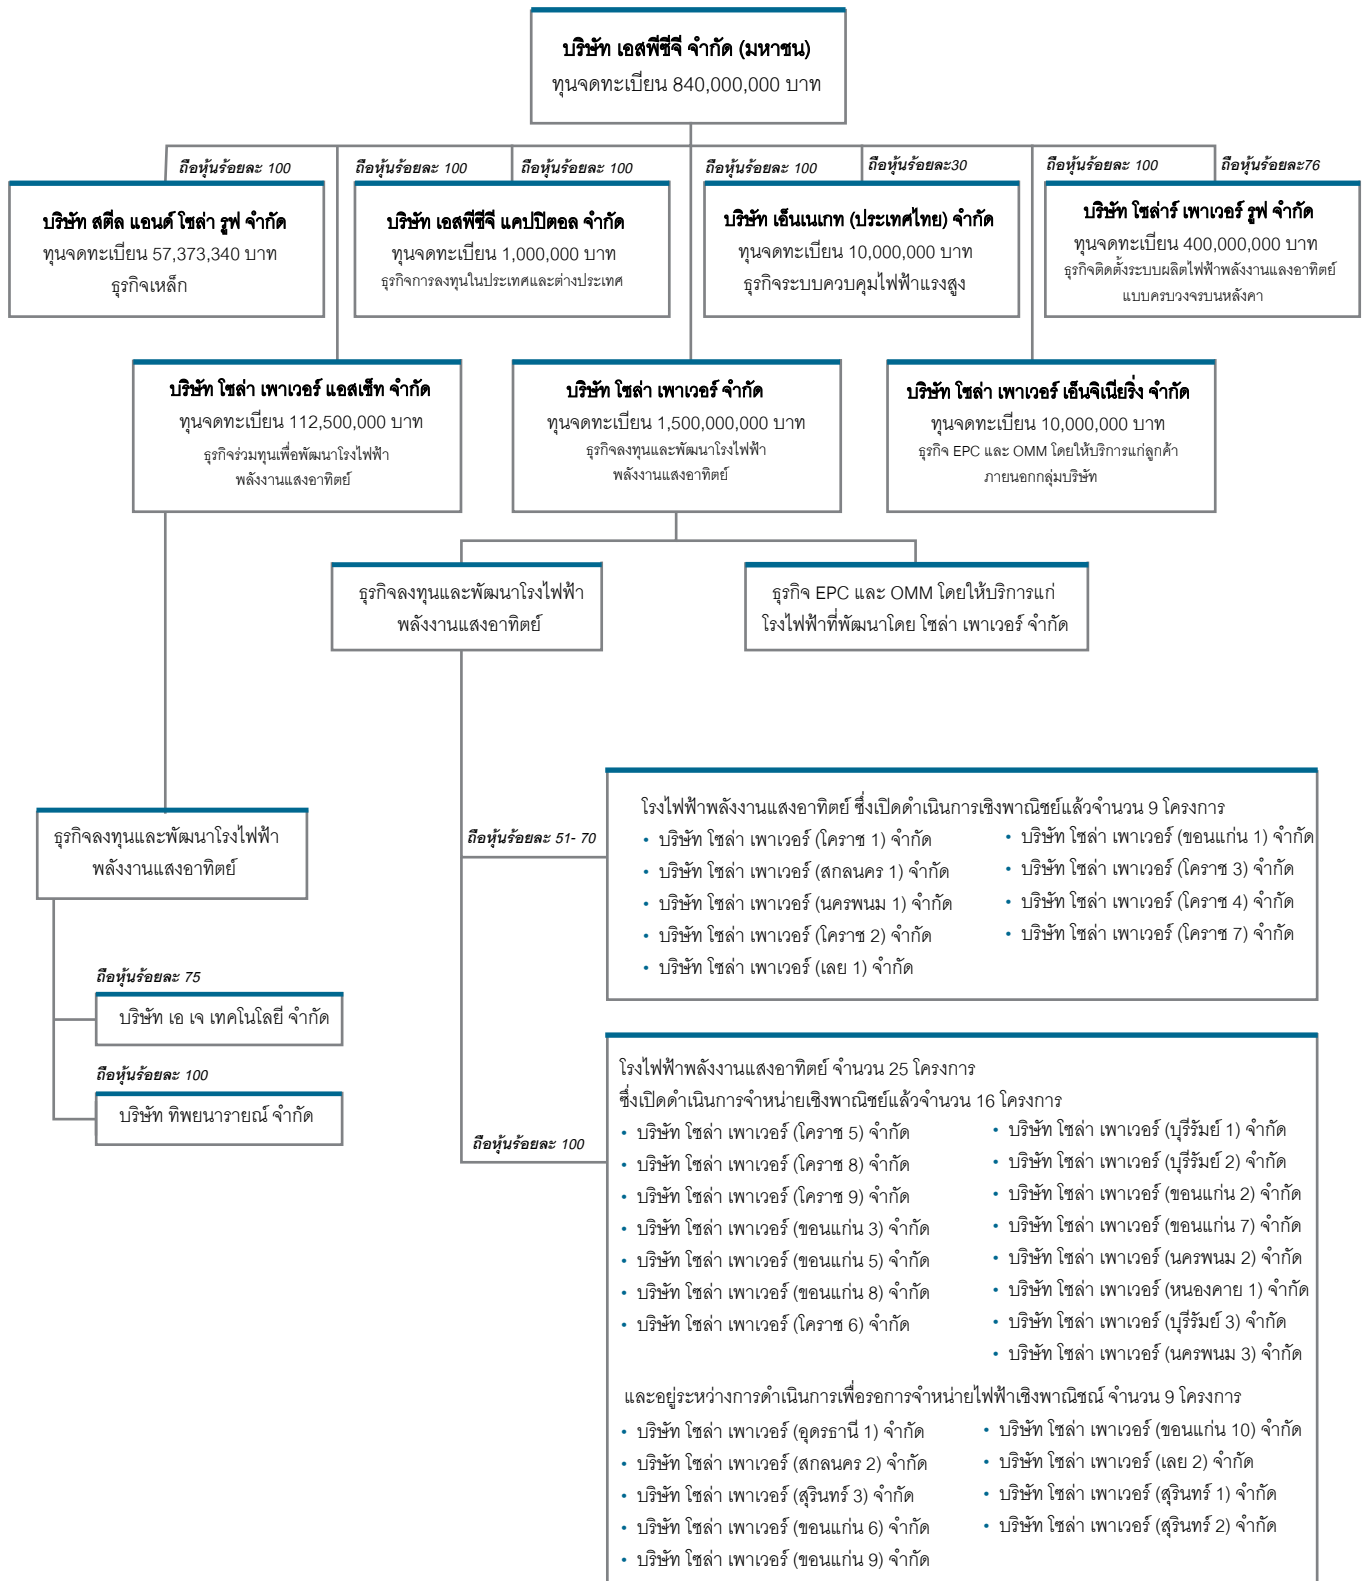 บริษัท เอสพีซีจี จำกัด (มหาชน)
ทุนจดทะเบียน 840,000,000 บาท
ถือหุ้นร้อยละ 100
ถือหุ้นร้อยละ 100
ถือหุ้นร้อยละ 100
ถือหุ้นร้อยละ 100
ถือหุ้นร้อยละ30
ถือหุ้นร้อยละ 100
ถือหุ้นร้อยละ76
บริษัท สตีล แอนด์ โซล่า รูฟ จำกัด
ทุนจดทะเบียน 57,373,340 บาท
ธุรกิจเหล็ก
บริษัท เอสพีซีจี แคปปิตอล จำกัด
ทุนจดทะเบียน 1,000,000 บาท
ธุรกิจการลงทุนในประเทศและต่างประเทศ
บริษัท เอ็นเนเกท (ประเทศไทย) จำกัด
ทุนจดทะเบียน 10,000,000 บาท
ธุรกิจระบบควบคุมไฟฟ้าแรงสูง
บริษัท โซล่าร์ เพาเวอร์ รูฟ จำกัด
ทุนจดทะเบียน 400,000,000 บาท
ธุรกิจติดตั้งระบบผลิตไฟฟ้าพลังงานแสงอาทิตย์
แบบครบวงจรบนหลังคา
บริษัท โซล่า เพาเวอร์ แอสเซ็ท จำกัด
ทุนจดทะเบียน 112,500,000 บาท
ธุรกิจร่วมทุนเพื่อพัฒนาโรงไฟฟ้า
พลังงานแสงอาทิตย์
บริษัท โซล่า เพาเวอร์ จำกัด
ทุนจดทะเบียน 1,500,000,000 บาท
ธุรกิจลงทุนและพัฒนาโรงไฟฟ้า
พลังงานแสงอาทิตย์
บริษัท โซล่า เพาเวอร์ เอ็นจิเนียริ่ง จำกัด
ทุนจดทะเบียน 10,000,000 บาท
ธุรกิจ EPC และ OMM โดยให้บริการแก่ลูกค้า
ภายนอกกลุ่มบริษัท
ธุรกิจลงทุนและพัฒนาโรงไฟฟ้า
พลังงานแสงอาทิตย์
ธุรกิจ EPC และ OMM โดยให้บริการแก่
โรงไฟฟ้าที่พัฒนาโดย โซล่า เพาเวอร์ จำกัด
ธุรกิจลงทุนและพัฒนาโรงไฟฟ้า
พลังงานแสงอาทิตย์
ถือหุ้นร้อยละ 75
บริษัท เอ เจ เทคโนโลยี จำกัด
ถือหุ้นร้อยละ 100
บริษัท ทิพยนารายณ์ จำกัด
ถือหุ้นร้อยละ 51- 70
โรงไฟฟ้าพลังงานแสงอาทิตย์ ซึ่งเปิดดำเนินการเชิงพาณิชย์แล้วจำนวน 9 โครงการ
• บริษัท โซล่า เพาเวอร์ (โคราช 1) จำกัด
• บริษัท โซล่า เพาเวอร์ (สกลนคร 1) จำกัด
• บริษัท โซล่า เพาเวอร์ (นครพนม 1) จำกัด
• บริษัท โซล่า เพาเวอร์ (โคราช 2) จำกัด
• บริษัท โซล่า เพาเวอร์ (เลย 1) จำกัด
• บริษัท โซล่า เพาเวอร์ (ขอนแก่น 1) จำกัด
• บริษัท โซล่า เพาเวอร์ (โคราช 3) จำกัด
• บริษัท โซล่า เพาเวอร์ (โคราช 4) จำกัด
• บริษัท โซล่า เพาเวอร์ (โคราช 7) จำกัด
ถือหุ้นร้อยละ 100
โรงไฟฟ้าพลังงานแสงอาทิตย์ จำนวน 25 โครงการ
ซึ่งเปิดดำเนินการจำหน่ายเชิงพาณิชย์แล้วจำนวน 16 โครงการ
• บริษัท โซล่า เพาเวอร์ (โคราช 5) จำกัด
• บริษัท โซล่า เพาเวอร์ (โคราช 8) จำกัด
• บริษัท โซล่า เพาเวอร์ (โคราช 9) จำกัด
• บริษัท โซล่า เพาเวอร์ (ขอนแก่น 3) จำกัด
• บริษัท โซล่า เพาเวอร์ (ขอนแก่น 5) จำกัด
• บริษัท โซล่า เพาเวอร์ (ขอนแก่น 8) จำกัด
• บริษัท โซล่า เพาเวอร์ (โคราช 6) จำกัด
• บริษัท โซล่า เพาเวอร์ (บุรีรัมย์ 1) จำกัด
• บริษัท โซล่า เพาเวอร์ (บุรีรัมย์ 2) จำกัด
• บริษัท โซล่า เพาเวอร์ (ขอนแก่น 2) จำกัด
• บริษัท โซล่า เพาเวอร์ (ขอนแก่น 7) จำกัด
• บริษัท โซล่า เพาเวอร์ (นครพนม 2) จำกัด
• บริษัท โซล่า เพาเวอร์ (หนองคาย 1) จำกัด
• บริษัท โซล่า เพาเวอร์ (บุรีรัมย์ 3) จำกัด
• บริษัท โซล่า เพาเวอร์ (นครพนม 3) จำกัด
และอยู่ระหว่างการดำเนินการเพื่อรอการจำหน่ายไฟฟ้าเชิงพาณิชณ์ จำนวน 9 โครงการ
• บริษัท โซล่า เพาเวอร์ (อุดรธานี 1) จำกัด
• บริษัท โซล่า เพาเวอร์ (สกลนคร 2) จำกัด
• บริษัท โซล่า เพาเวอร์ (สุรินทร์ 3) จำกัด
• บริษัท โซล่า เพาเวอร์ (ขอนแก่น 6) จำกัด
• บริษัท โซล่า เพาเวอร์ (ขอนแก่น 9) จำกัด
• บริษัท โซล่า เพาเวอร์ (ขอนแก่น 10) จำกัด
• บริษัท โซล่า เพาเวอร์ (เลย 2) จำกัด
• บริษัท โซล่า เพาเวอร์ (สุรินทร์ 1) จำกัด
• บริษัท โซล่า เพาเวอร์ (สุรินทร์ 2) จำกัด